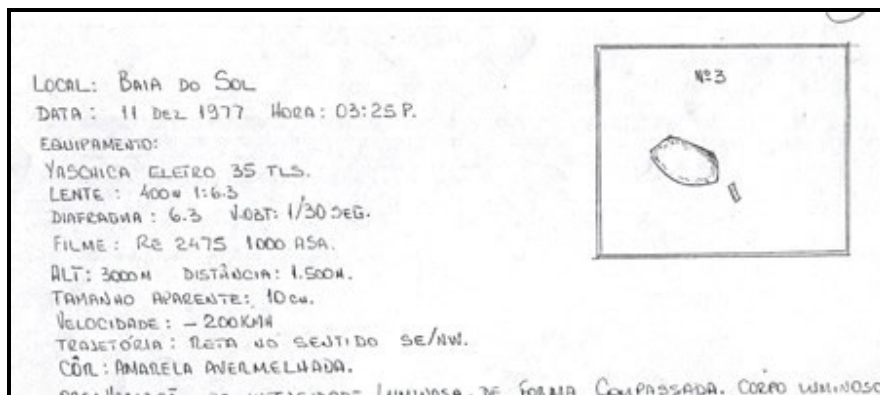 Nº3
LOCAL: BAIA DO SOL
DATA: 11 DEZ 1977 HORA: 03:25 P.
EQUIPAMENTO:
YASCHICA ELETRO 35 TLS.
LENTE: 400M 1:6.3
DIAFRAGMA: 6.3 V.OBT: 1/30 SEG.
FILME: RE 2475 1000 ASA.
ALT: 3000M DISTÂNCIA: 1.500M.
TAMANHO APARENTE: 10CM.
VELOCIDADE: - 200KMH
TRAJETÓRIA: RETA NO SENTIDO SE/NW.
CÔR: AMARELA AVERMELHADA.
LUMINOSA, DE FORMA COMPASSADA. CORPO LUMINOSO